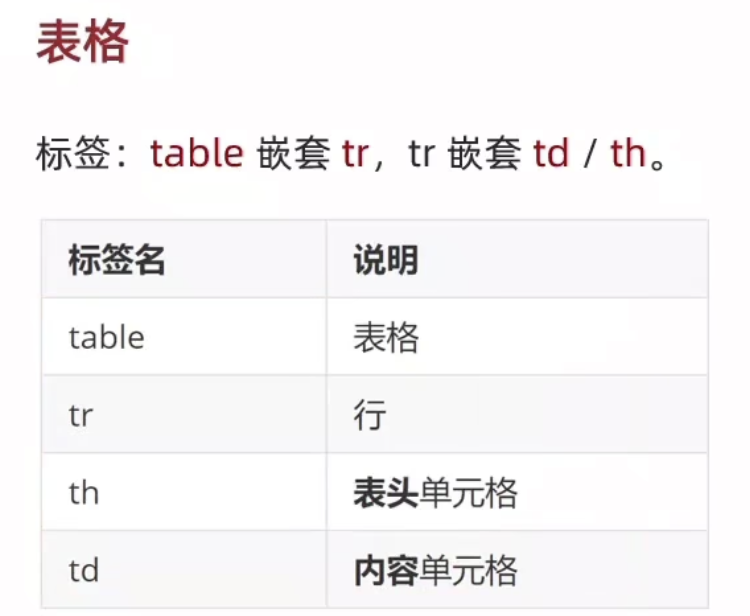 表格
标签：table 嵌套 tr，tr 嵌套 td / th。
标签名 说明
table 表格
tr 行
th 表头单元格
td 内容单元格